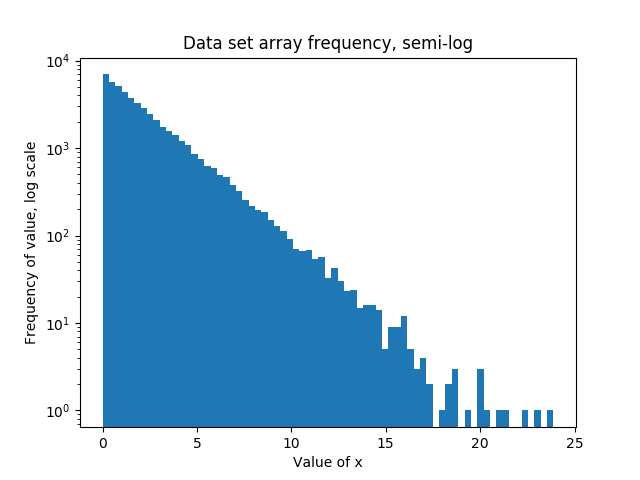 Data set array frequency, semi-log
10^4
10^3
10^2
10^1
10^0
Frequency of value, log scale
0 5 10 15 20 25
Value of x